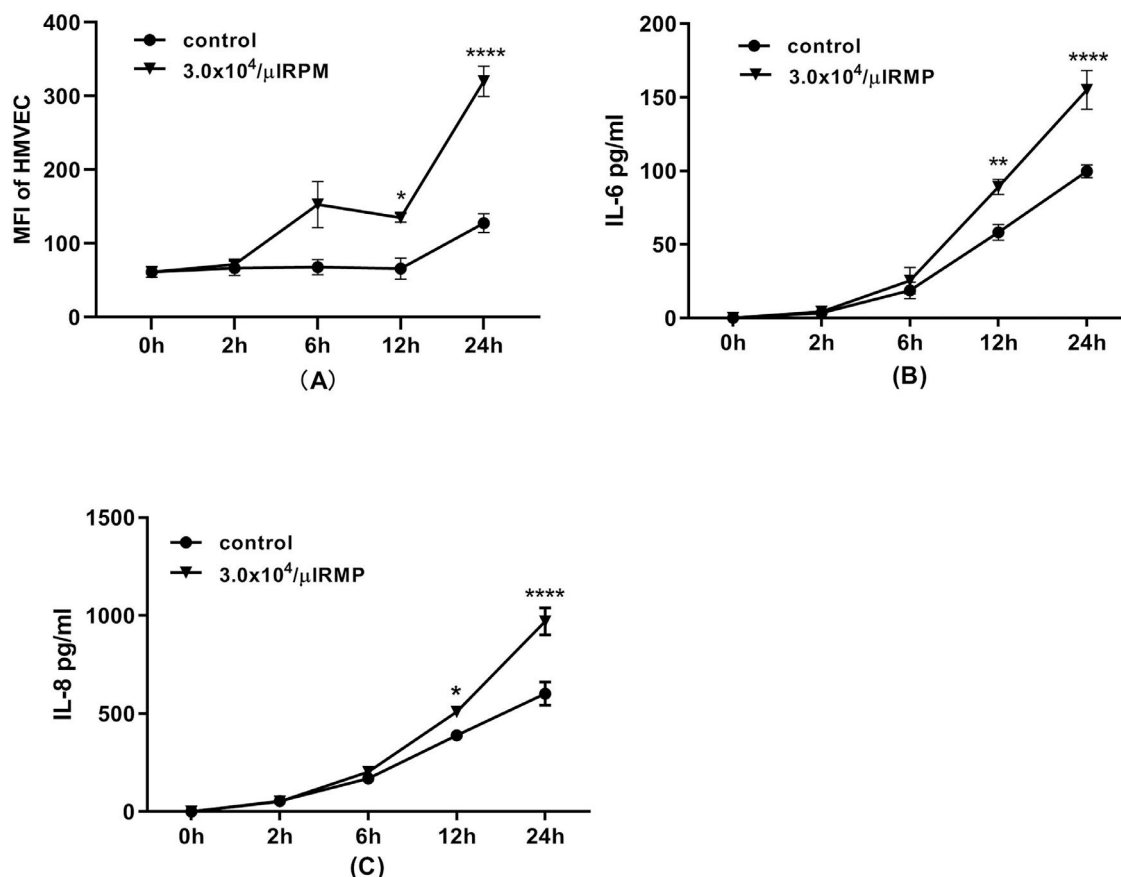 400
300
200
100
0
MFI of HMVEC
control
3.0x10⁴/μlRPM
*
****
0h 2h 6h 12h 24h
（A）
200
150
100
50
0
IL-6 pg/ml
control
3.0x10⁴/μlRMP
**
****
0h 2h 6h 12h 24h
(B)
1500
1000
500
0
IL-8 pg/ml
control
3.0x10⁴/μlRMP
*
****
0h 2h 6h 12h 24h
(C)